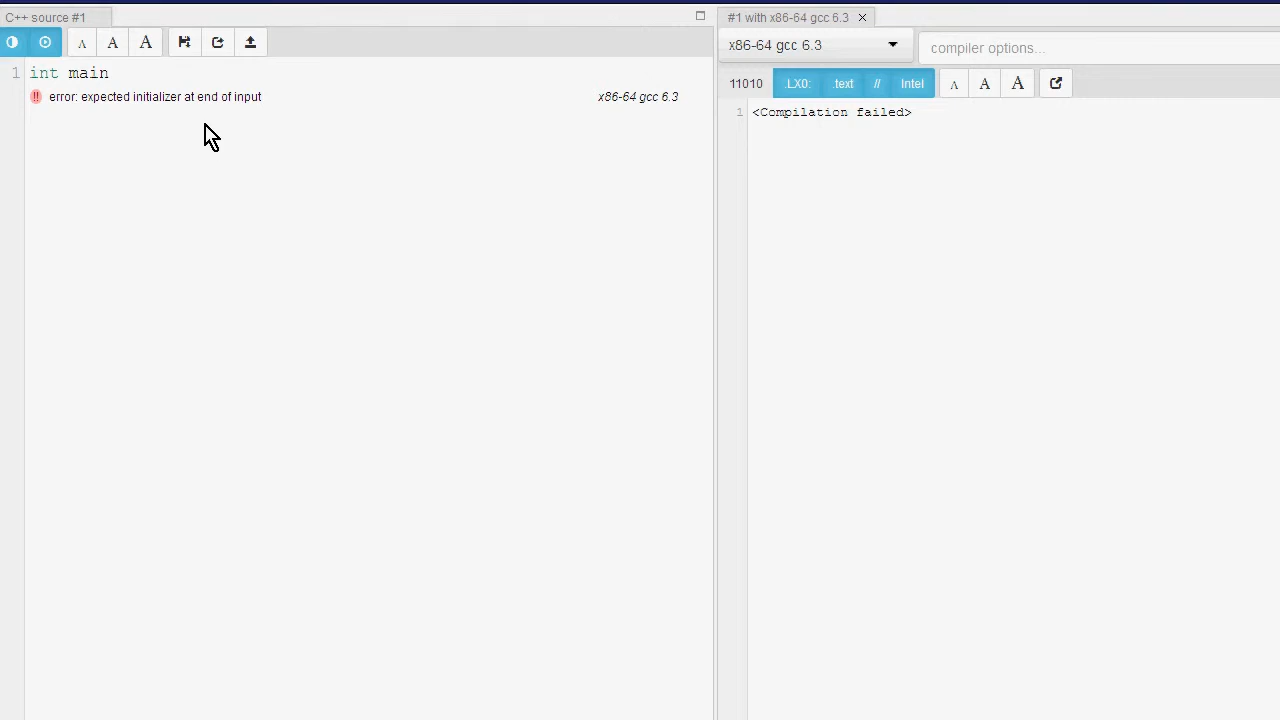 C++ source #1
A A A
1 int main
!! error: expected initializer at end of input x86-64 gcc 6.3
#1 with x86-64 gcc 6.3 ×
x86-64 gcc 6.3 compiler options...
11010 .LX0: .text // Intel A A A
1 <Compilation failed>